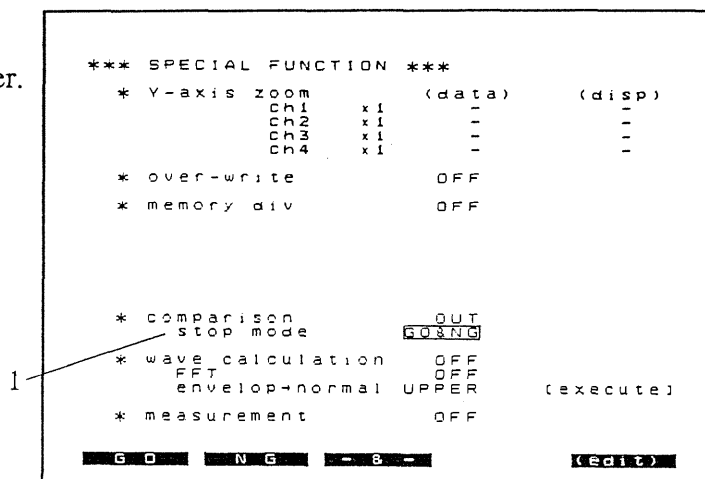 er.
*** SPECIAL FUNCTION ***
* Y-axis zoom (data) (disp)
ch1 x1 - -
ch2 x1 - -
ch3 x1 - -
ch4 x1 - -
* over-write OFF
* memory div OFF
* comparison OUT
stop mode GO&NG
1
* wave calculation OFF
FFT OFF
envelop→normal UPPER [execute]
* measurement OFF
GO NG -&- (edit)